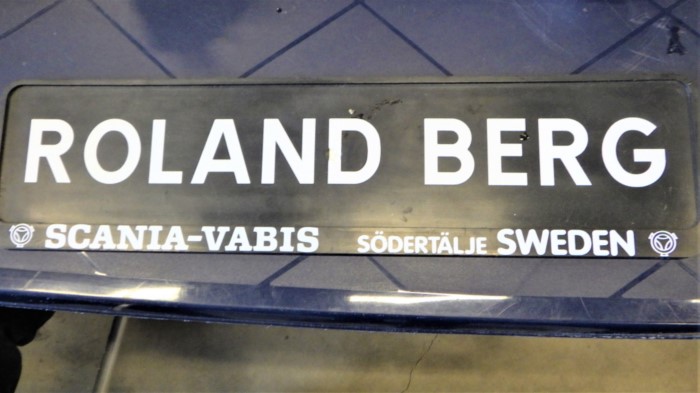 ROLAND BERG
SCANIA-VABIS SÖDERTÄLJE SWEDEN